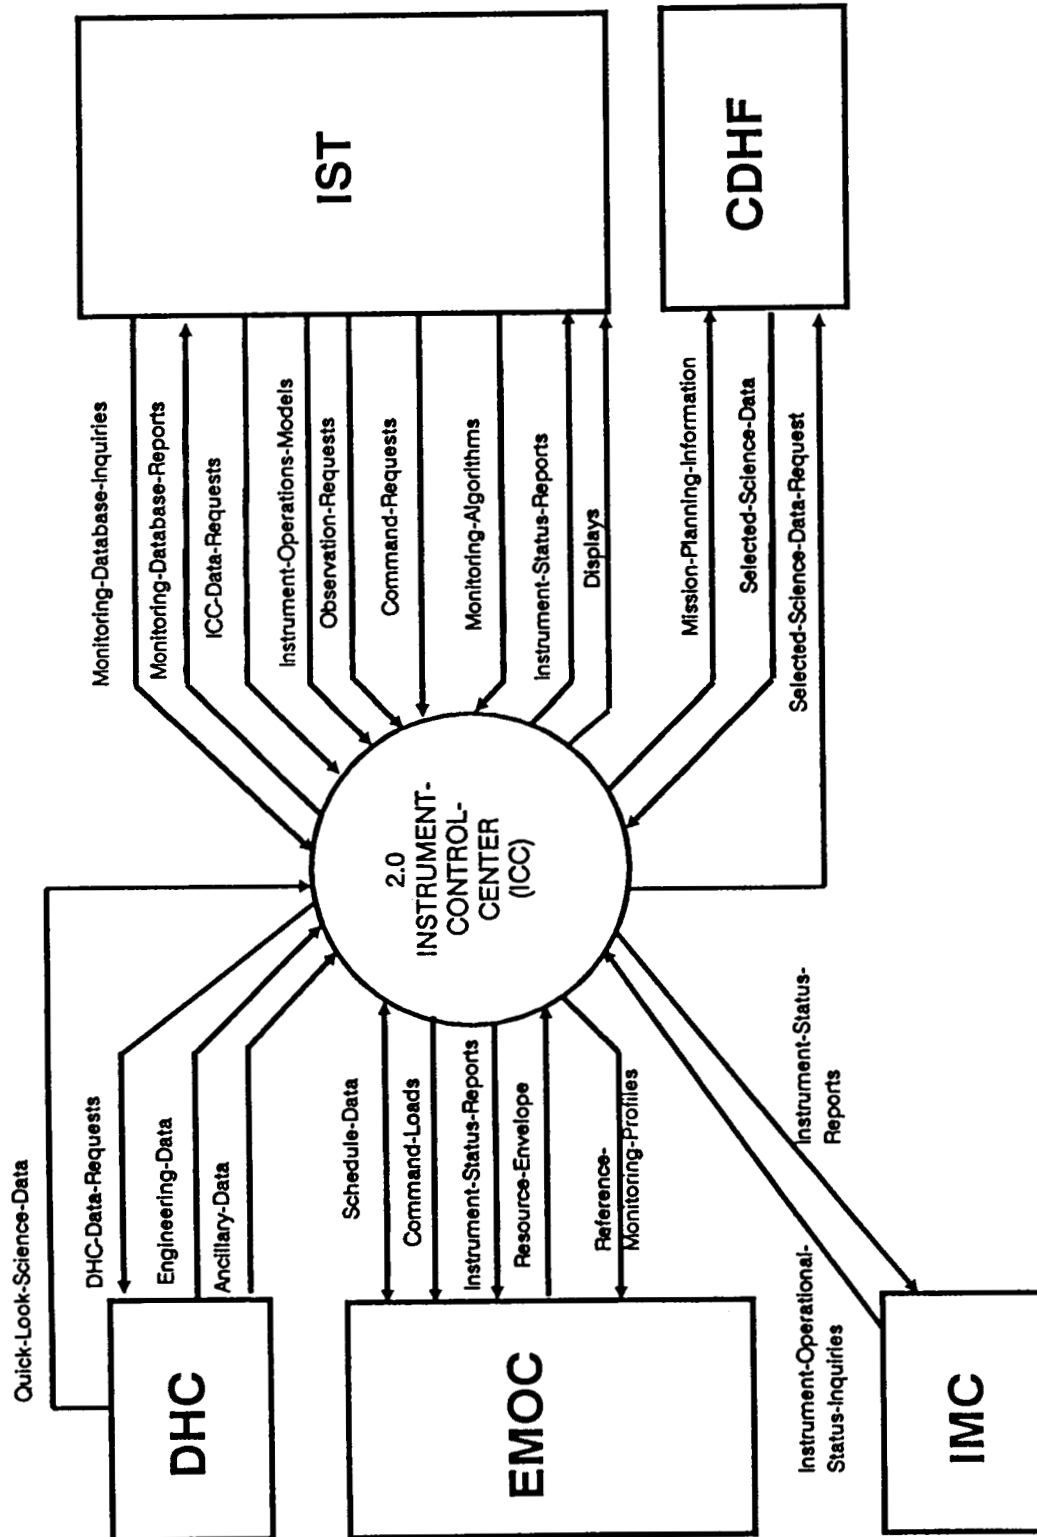 Quick-Look-Science-Data
DHC-Data-Requests
Engineering-Data
Ancillary-Data
DHC
Schedule-Data
Command-Loads
Instrument-Status-Reports
Resource-Envelope
Reference-
Monitoring-Profiles
EMOC
Instrument-Operational-
Status-Inquiries
Instrument-Status-
Reports
IMC
2.0
INSTRUMENT-
CONTROL-
CENTER
(ICC)
Monitoring-Database-Inquiries
Monitoring-Database-Reports
ICC-Data-Requests
Instrument-Operations-Models
Observation-Requests
Command-Requests
Monitoring-Algorithms
Instrument-Status-Reports
Displays
IST
Mission-Planning-Information
Selected-Science-Data
Selected-Science-Data-Request
CDHF